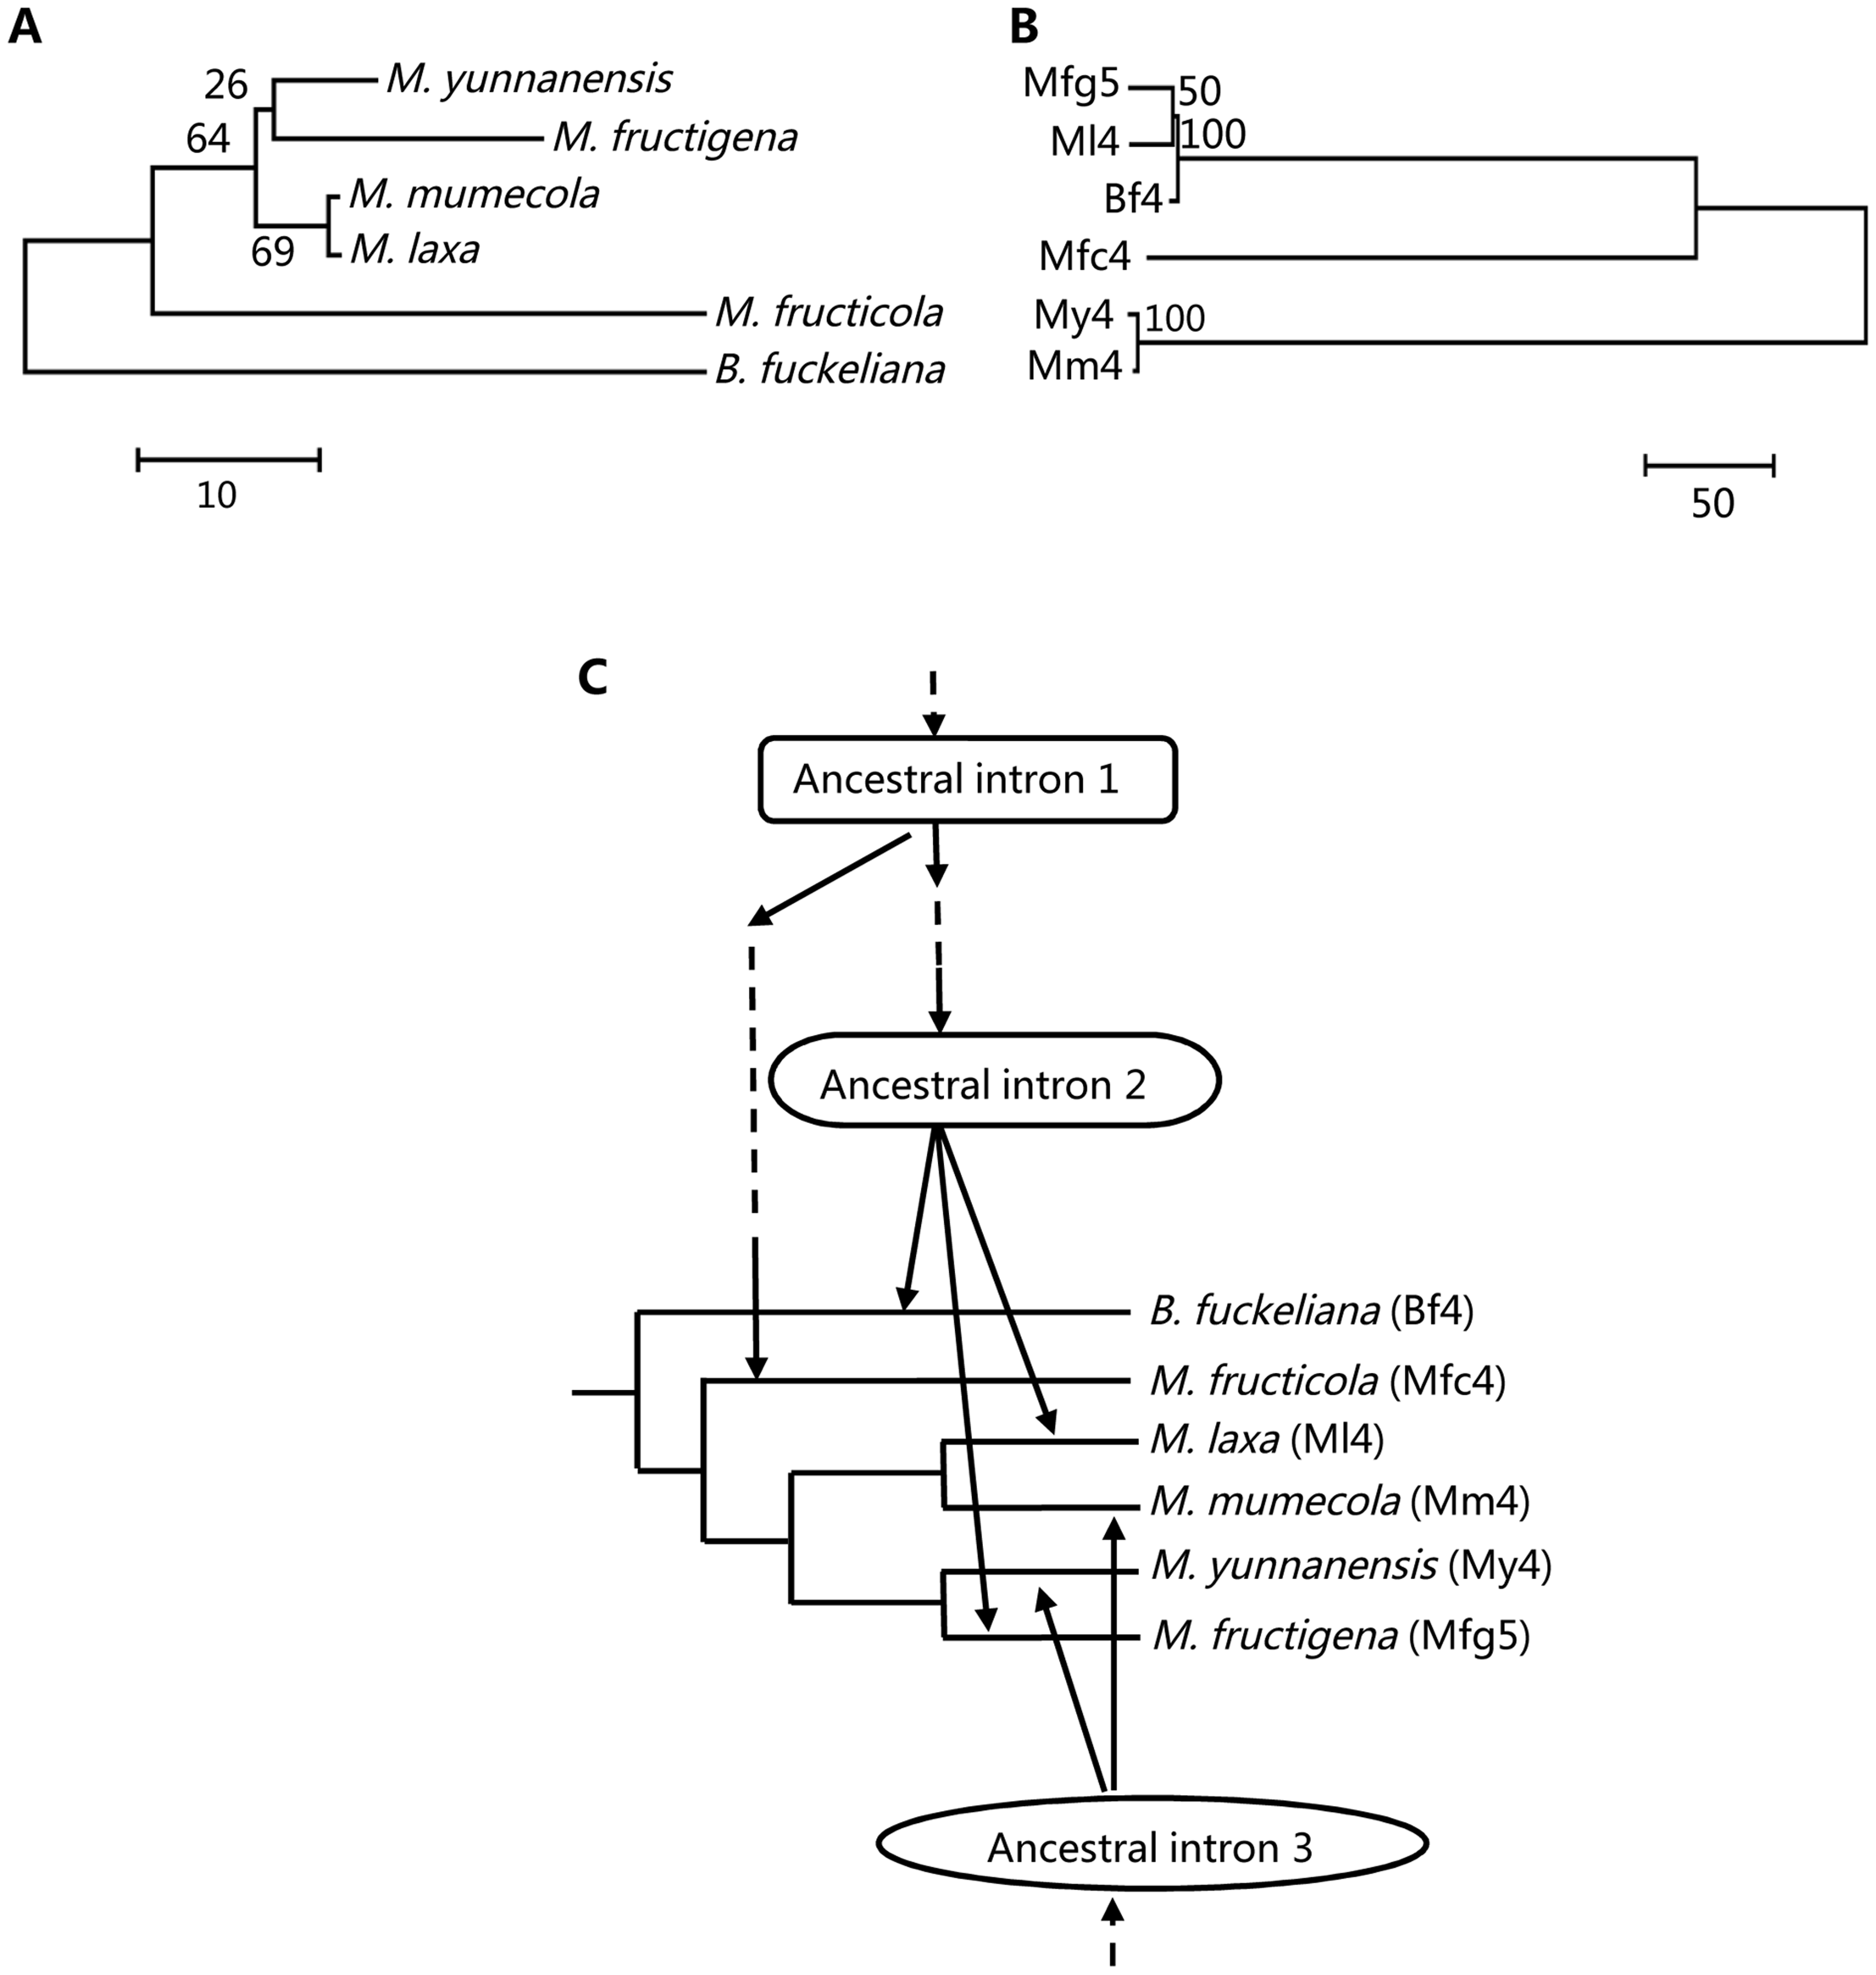 A
26
M. yunnanensis
64
M. fructigena
M. mumecola
69
M. laxa
M. fructicola
B. fuckeliana
10
B
Mfg5
50
Ml4
100
Bf4
Mfc4
My4
100
Mm4
50
C
Ancestral intron 1
Ancestral intron 2
B. fuckeliana (Bf4)
M. fructicola (Mfc4)
M. laxa (Ml4)
M. mumecola (Mm4)
M. yunnanensis (My4)
M. fructigena (Mfg5)
Ancestral intron 3